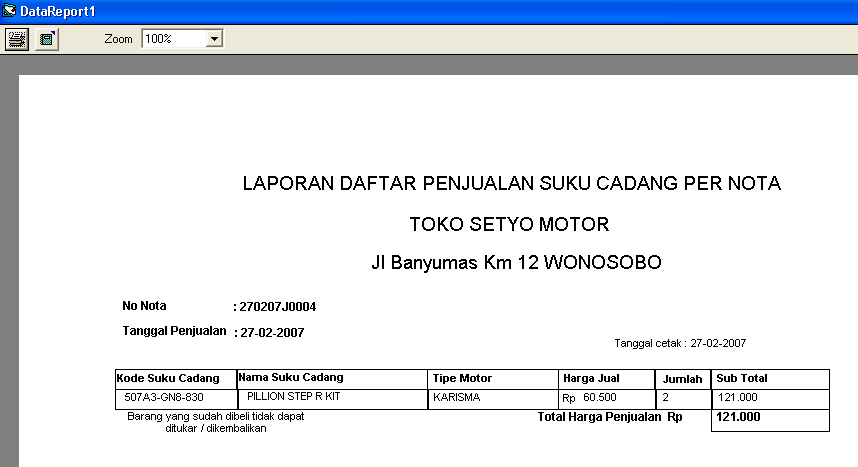 DataReport1
Zoom 100%
LAPORAN DAFTAR PENJUALAN SUKU CADANG PER NOTA
TOKO SETYO MOTOR
Jl Banyumas Km 12 WONOSOBO
No Nota : 270207J0004
Tanggal Penjualan : 27-02-2007
Tanggal cetak : 27-02-2007
Kode Suku Cadang Nama Suku Cadang Tipe Motor Harga Jual Jumlah Sub Total
507A3-GN8-830 PILLION STEP R KIT KARISMA Rp 60.500 2 121.000
Barang yang sudah dibeli tidak dapat Total Harga Penjualan Rp 121.000
ditukar / dikembalikan